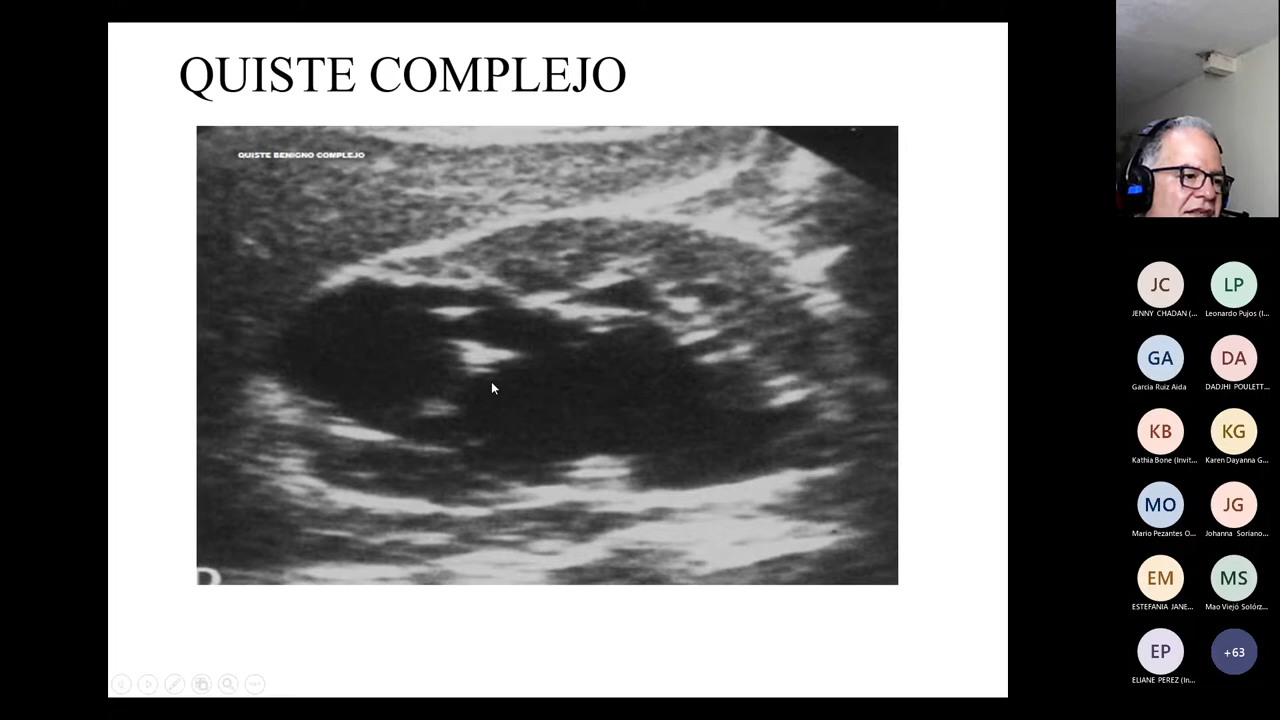 QUISTE COMPLEJO
QUISTE BENIGNO COMPLEJO
D
JC
LP
JENNY CHADAN (...
Leonardo Pujos (I...
GA
DA
Garcia Ruiz Aida
DADJHI POULETT...
KB
KG
Kathia Bone (Invit...
Karen Dayanna G...
MO
JG
Mario Pezantes O...
Johanna Soriano...
EM
MS
ESTEFANIA JANE...
Mao Viejó Solórz...
EP
+63
ELIANE PEREZ (In...